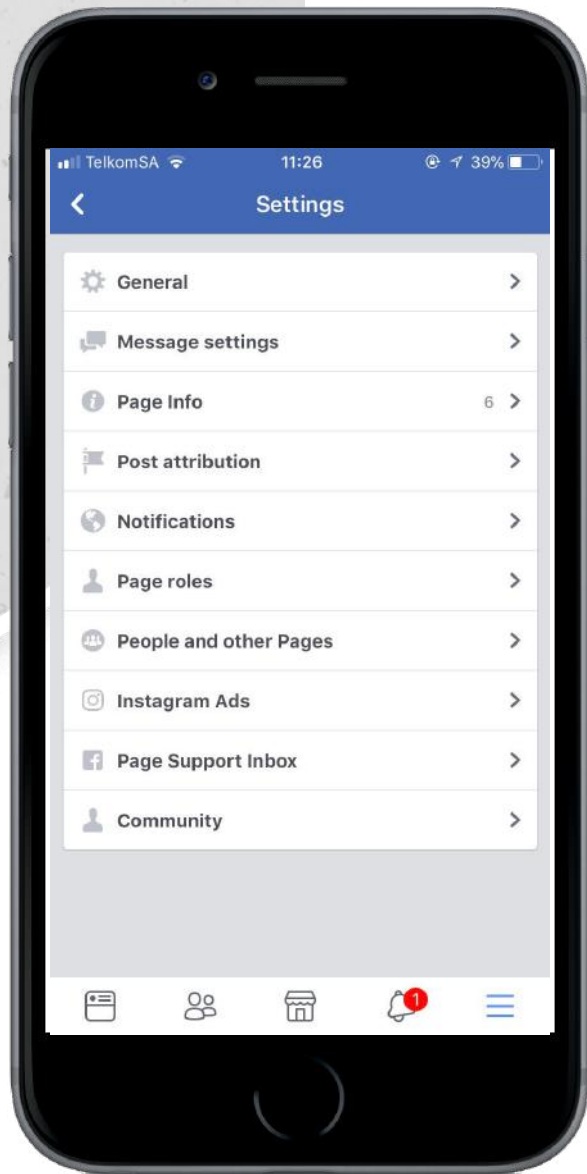 TelkomSA 11:26 39%
Settings
General
Message settings
Page Info 6
Post attribution
Notifications
Page roles
People and other Pages
Instagram Ads
Page Support Inbox
Community
1